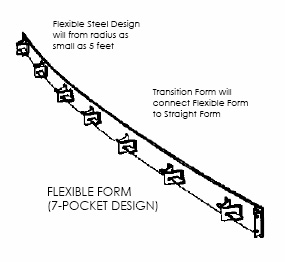 Flexible Steel Design
will from radius as
small as 5 feet
Transition Form will
connect Flexible Form
to Straight Form
FLEXIBLE FORM
(7-POCKET DESIGN)